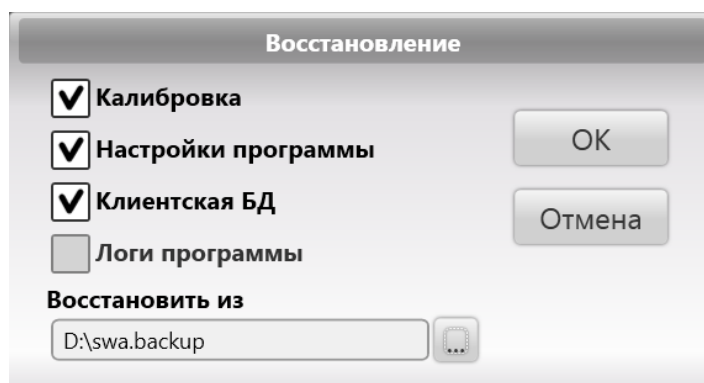 Восстановление
Калибровка
Настройки программы
Клиентская БД
Логи программы
OK
Отмена
Восстановить из
D:\swa.backup
...